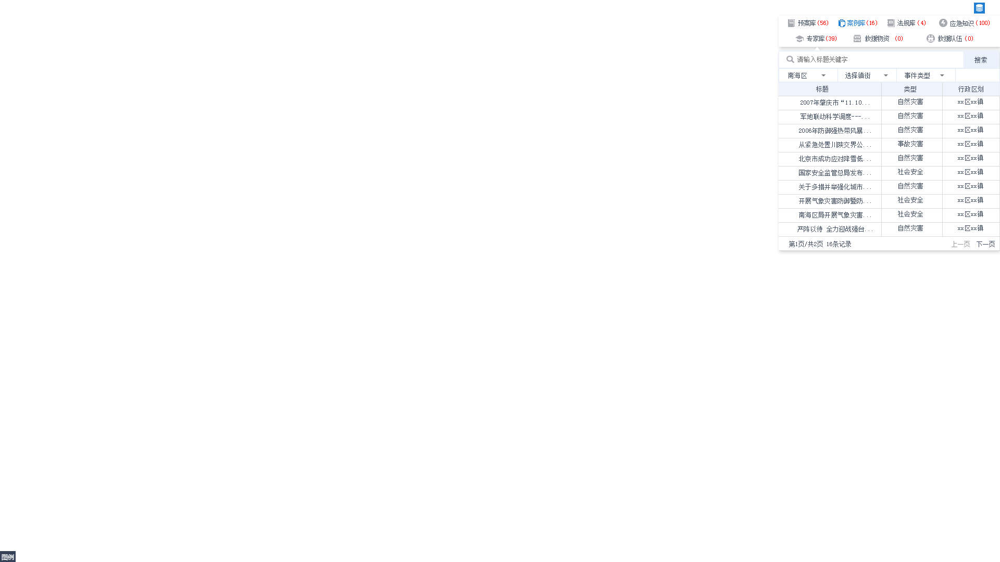 预案库(56) 案例库(16) 法规库(4) 应急知识(100)
专家库(39) 救援物资 (0) 救援队伍 (0)
请输入标题关键字 搜索
南海区 选择镇街 事件类型
标题 类型 行政区划
2007年肇庆市“11.10... 自然灾害 xx区xx镇
军地联动科学调度---... 自然灾害 xx区xx镇
2006年防御强热带风暴... 自然灾害 xx区xx镇
从紧急处置川陕交界公... 事故灾害 xx区xx镇
北京市成功应对降雪低... 自然灾害 xx区xx镇
国家安全监管总局发布... 社会安全 xx区xx镇
关于多措并举强化城市... 自然灾害 xx区xx镇
开展气象灾害防御暨防... 社会安全 xx区xx镇
南海区局开展气象灾害... 社会安全 xx区xx镇
严阵以待 全力迎战强台... 自然灾害 xx区xx镇
第1页/共2页 16条记录 上一页 下一页
图例